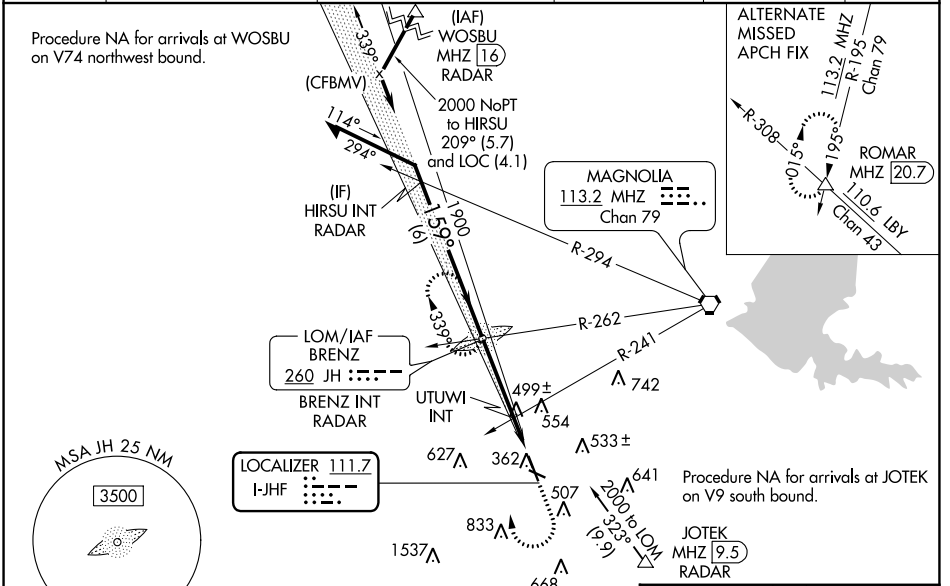 Procedure NA for arrivals at WOSBU
on V74 northwest bound.
339°
(IAF)
WOSBU
MHZ 16
RADAR
(CFBMV)
2000 NoPT
to HIRSU
209° (5.7)
and LOC (4.1)
114°
294°
(IF)
HIRSU INT
RADAR
1900
159°
(6)
MAGNOLIA
113.2 MHZ
Chan 79
R-294
R-262
R-241
339°
LOM/IAF
BRENZ
260 JH
BRENZ INT
RADAR
UTUWI
INT
499±
554
742
533±
627
362
641
507
833
1537
668
LOCALIZER 111.7
I-JHF
MSA JH 25 NM
3500
Procedure NA for arrivals at JOTEK
on V9 south bound.
2000 to LOM
323°
(9.9)
JOTEK
MHZ 9.5
RADAR
ALTERNATE
MISSED
APCH FIX
113.2 MHZ
R-195
Chan 79
R-308
015°
195°
ROMAR
MHZ 20.7
110.6 LBY
Chan 43